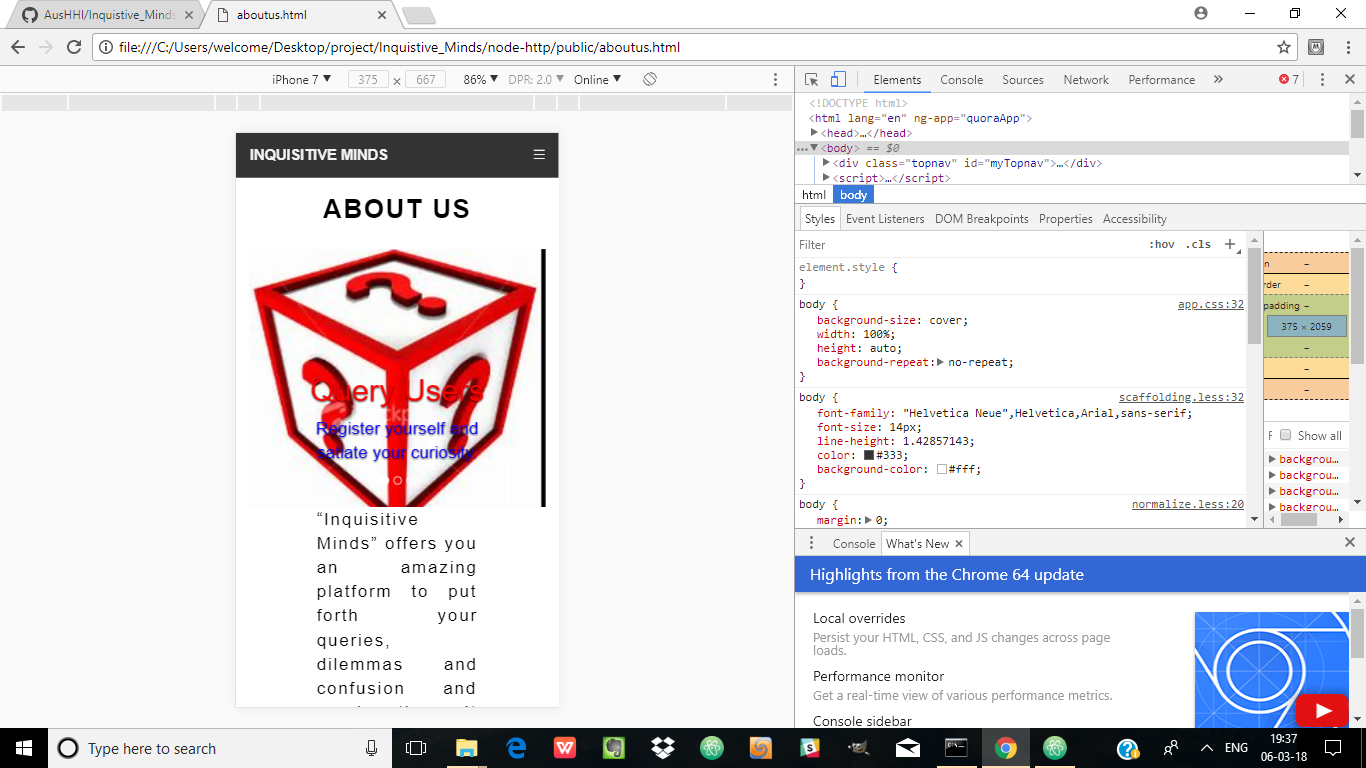 AusHHI/Inquistive_Minds
aboutus.html
file:///C:/Users/welcome/Desktop/project/Inquistive_Minds/node-http/public/aboutus.html
iPhone 7 ▼ 375 × 667 86% ▼ DPR: 2.0 ▼ Online ▼
INQUISITIVE MINDS
ABOUT US
Query Users
Register yourself and
satiate your curiosity
“Inquisitive
Minds” offers you
an amazing
platform to put
forth your
queries,
dilemmas and
confusion and
Elements Console Sources Network Performance » 7
<!DOCTYPE html>
<html lang="en" ng-app="quoraApp">
<head>…</head>
<body> == $0
<div class="topnav" id="myTopnav">…</div>
<script>…</script>
html body
Styles Event Listeners DOM Breakpoints Properties Accessibility
Filter :hov .cls +
element.style {
}
body { app.css:32
background-size: cover;
width: 100%;
height: auto;
background-repeat: no-repeat;
}
body { scaffolding.less:32
font-family: "Helvetica Neue",Helvetica,Arial,sans-serif;
font-size: 14px;
line-height: 1.42857143;
color: #333;
background-color: #fff;
}
body { normalize.less:20
margin: 0;
n –
rder –
padding –
375 × 2059
–
–
–
Show all
backgrou…
backgrou…
backgrou…
backgrou…
Console What's New ×
Highlights from the Chrome 64 update
Local overrides
Persist your HTML, CSS, and JS changes across page
loads.
Performance monitor
Get a real-time view of various performance metrics.
Console sidebar
Type here to search
ENG
19:37
06-03-18